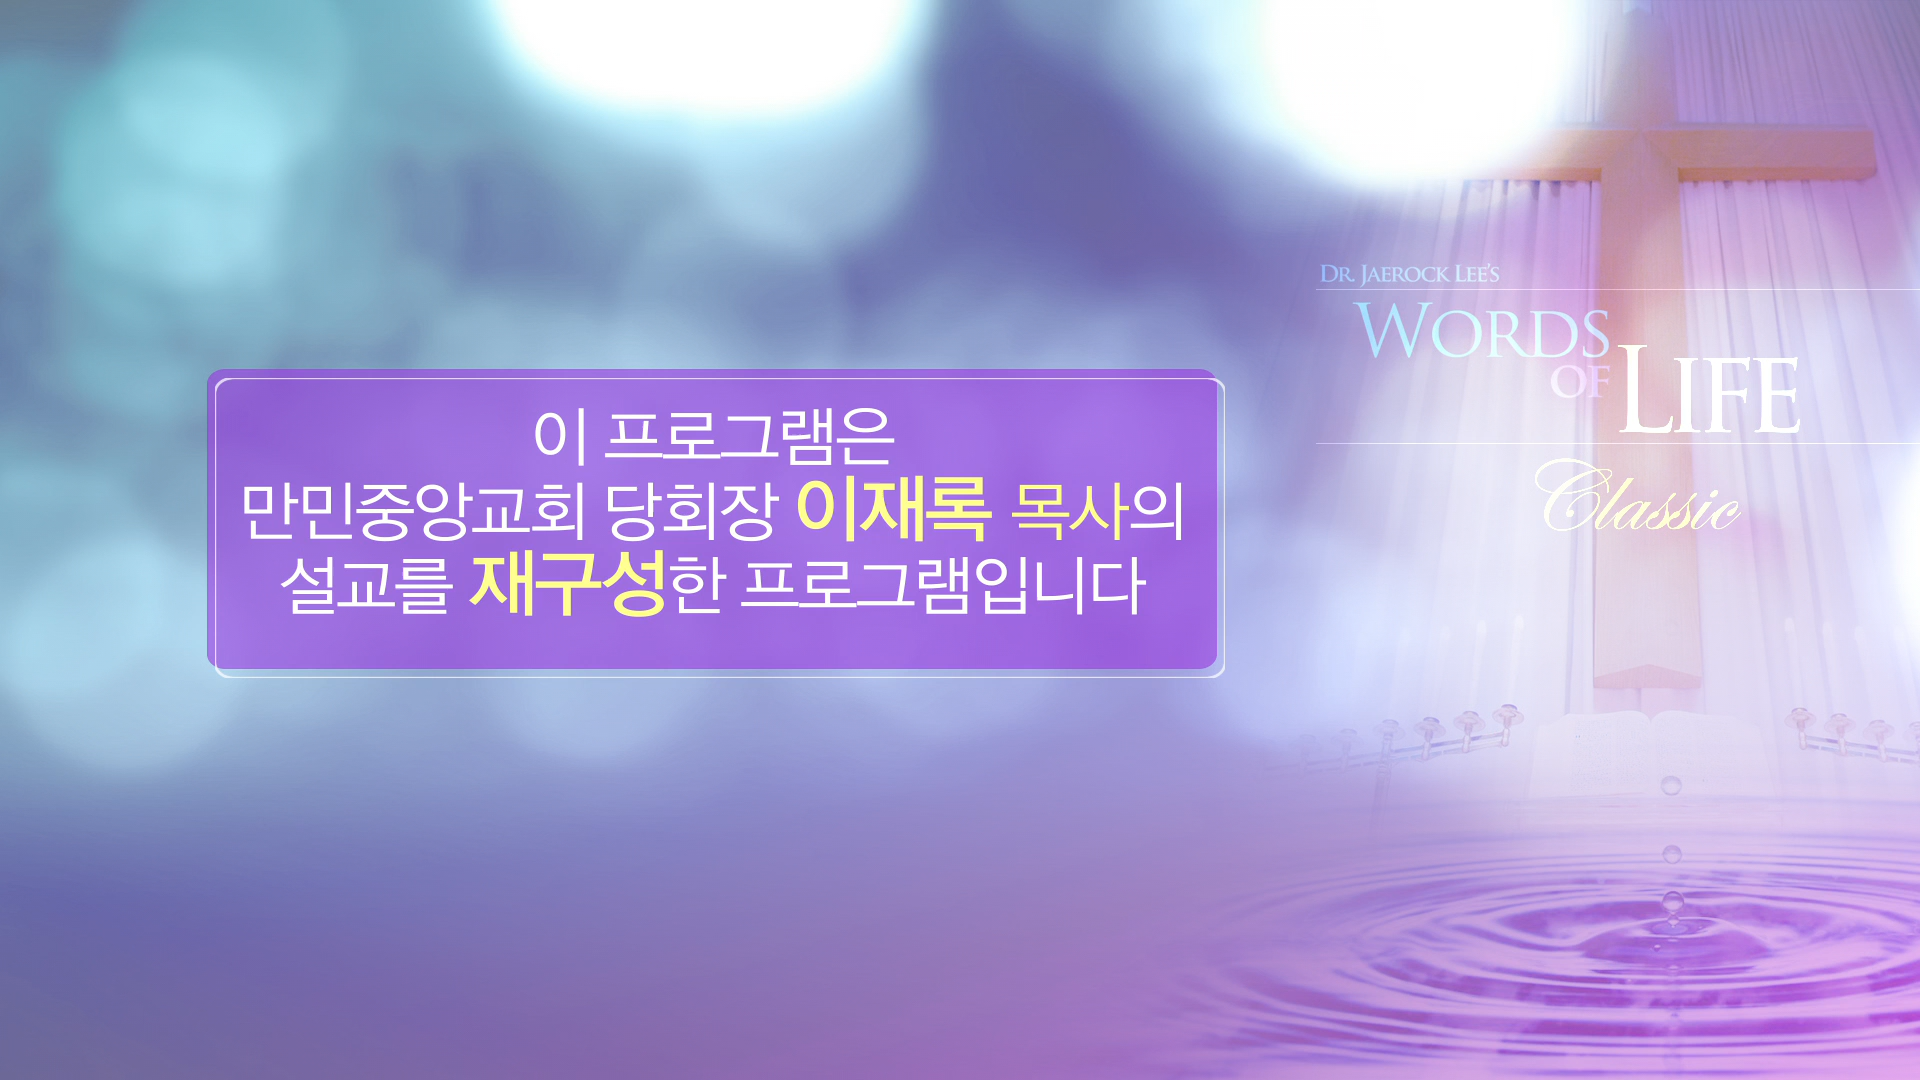 이 프로그램은
만민중앙교회 당회장 이재록 목사의
설교를 재구성한 프로그램입니다
DR. JAEROCK LEE'S
WORDS
OF LIFE
Classic